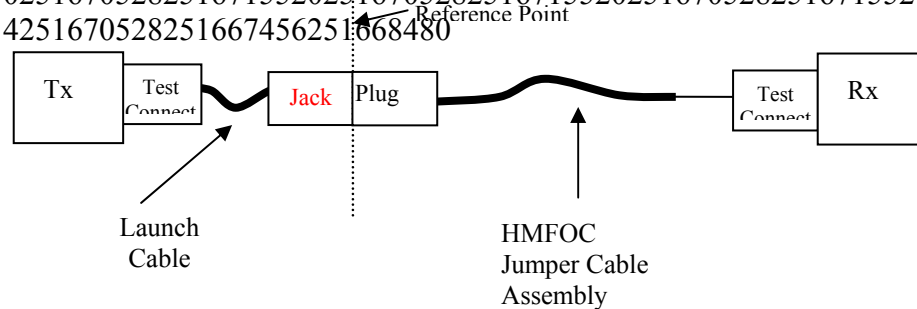 Reference Point
4251670528251667456251668480
Tx
Test
Connect
Jack
Plug
Test
Connect
Rx
Launch
Cable
HMFOC
Jumper Cable
Assembly